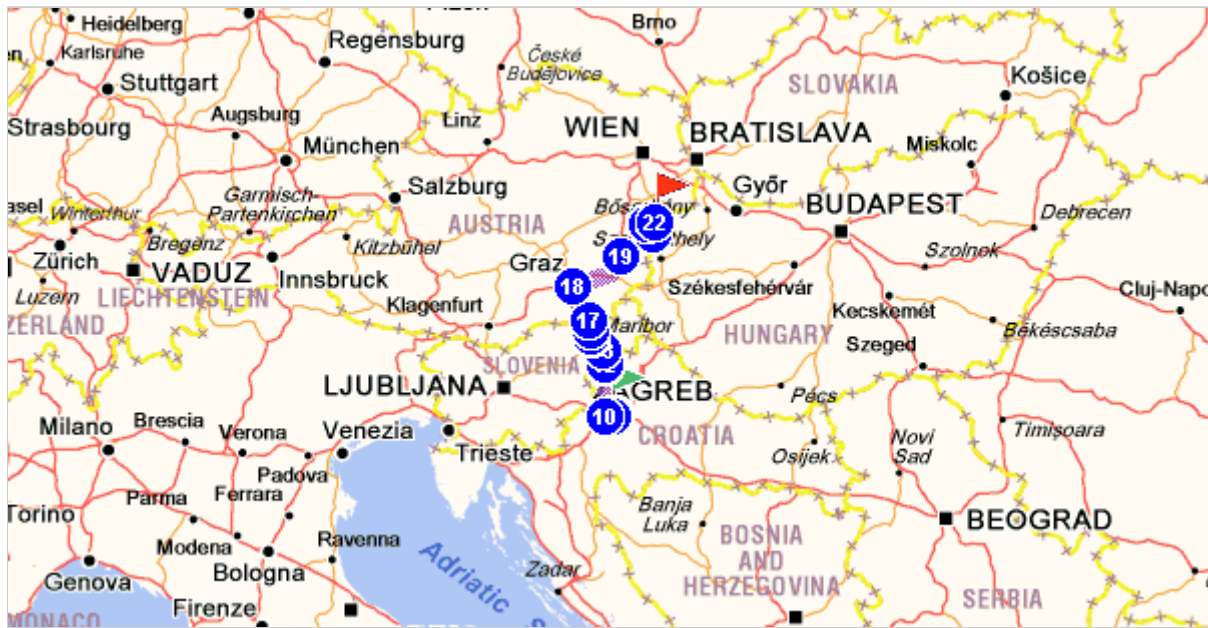 Heidelberg
Brno
Karlsruhe
Regensburg
České
Budějovice
SLOVAKIA
Košice
Stuttgart
Strasbourg
Augsburg
Linz
WIEN
BRATISLAVA
Miskolc
München
Salzburg
Győr
BUDAPEST
Garmisch-
Partenkirchen
AUSTRIA
Debrecen
Winterthur
Bregenz
Kitzbühel
22
Szolnok
Zürich
VADUZ
Innsbruck
Graz
19
18
Székesfehérvár
Cluj-Napo
Luzern
LIECHTENSTEIN
Klagenfurt
17
Maribor
HUNGARY
Kecskemét
Békéscsaba
ZERLAND
SLOVENIA
Szeged
LJUBLJANA
ZAGREB
Pécs
10
CROATIA
Milano
Brescia
Verona
Venezia
Trieste
Osijek
Novi
Sad
Timișoara
Padova
Parma
Ferrara
Banja
Luka
Torino
Modena
Ravenna
BOSNIA
AND
HERZEGOVINA
BEOGRAD
Genova
Bologna
Adriatic
Zadar
Firenze
MONACO
SERBIA